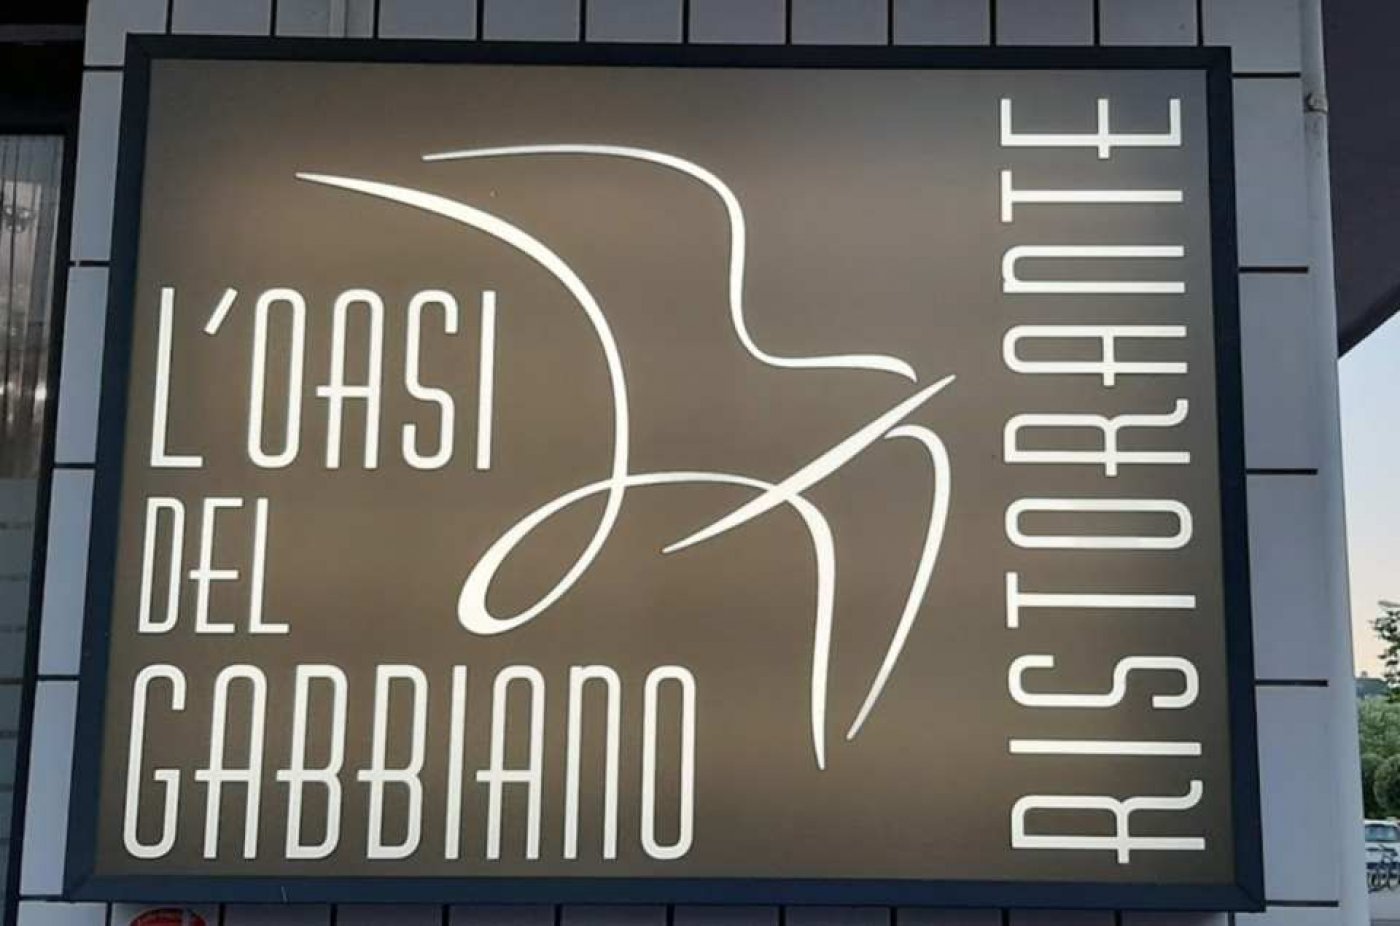 L'OASI
DEL
GABBIANO
RISTORANTE